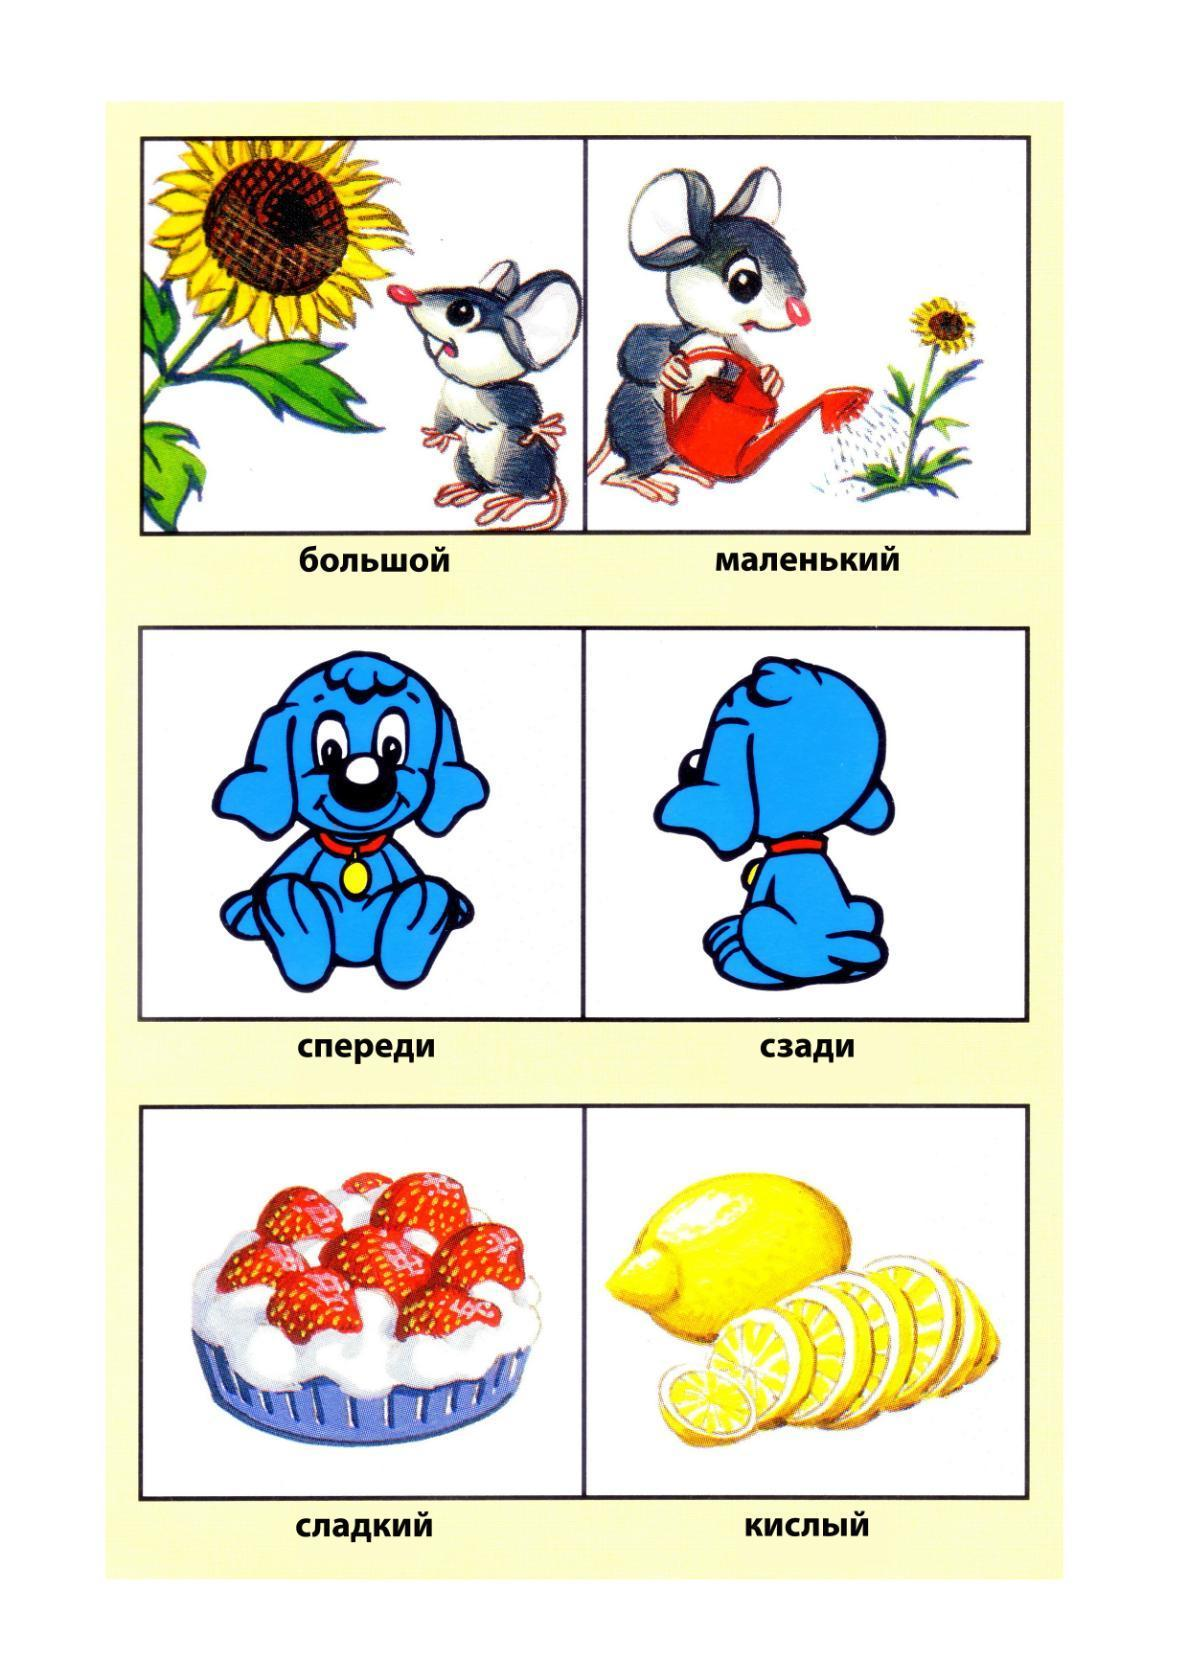 большой маленький
спереди сзади
сладкий кислый